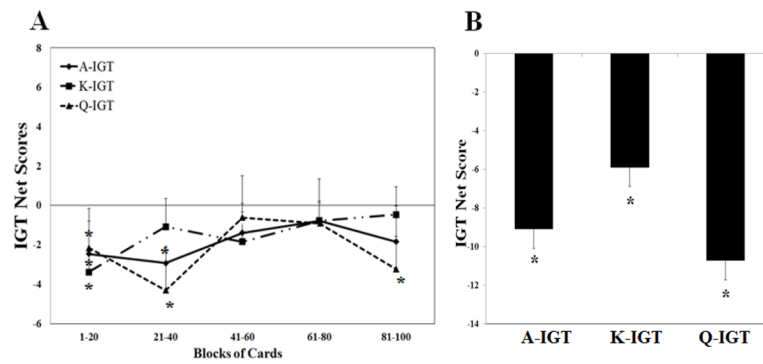 A
IGT Net Scores
8
6
4
2
0
-2
-4
-6
A-IGT
K-IGT
Q-IGT
*
*
*
*
*
*
1-20
21-40
41-60
61-80
81-100
Blocks of Cards
B
IGT Net Score
0
-2
-4
-6
-8
-10
-12
-14
*
*
*
A-IGT
K-IGT
Q-IGT